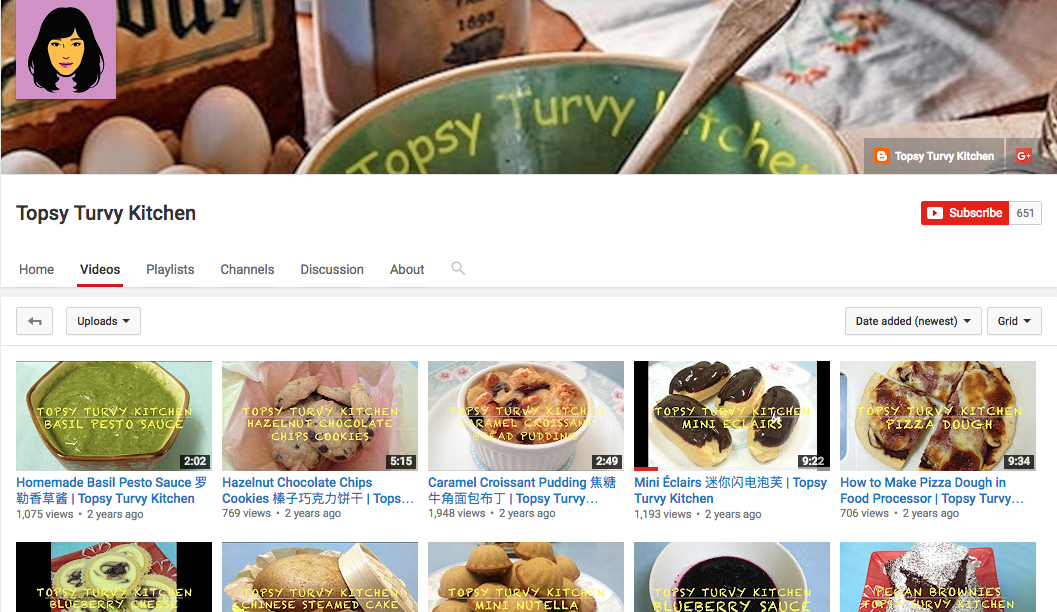 1893
Topsy Turvy Kitchen
Topsy Turvy Kitchen
G+
Topsy Turvy Kitchen
Subscribe 651
Home Videos Playlists Channels Discussion About
Uploads Date added (newest) Grid
TOPSY TURVY KITCHEN
BASIL PESTO SAUCE
2:02
TOPSY TURVY KITCHEN
HAZELNUT CHOCOLATE
CHIPS COOKIES
5:15
TOPSY TURVY KITCHEN
CARAMEL CROISSANT
BREAD PUDDING
2:49
TOPSY TURVY KITCHEN
MINI ECLAIRS
9:22
TOPSY TURVY KITCHEN
PIZZA DOUGH
9:34
Homemade Basil Pesto Sauce 罗
勒香草酱 | Topsy Turvy Kitchen
1,075 views • 2 years ago
Hazelnut Chocolate Chips
Cookies 榛子巧克力饼干 | Tops...
769 views • 2 years ago
Caramel Croissant Pudding 焦糖
牛角面包布丁 | Topsy Turvy...
1,948 views • 2 years ago
Mini Éclairs 迷你闪电泡芙 | Topsy
Turvy Kitchen
1,193 views • 2 years ago
How to Make Pizza Dough in
Food Processor | Topsy Turvy...
706 views • 2 years ago
TOPSY TURVY KITCHEN
BLUEBERRY CHEESE
TOPSY TURVY KITCHEN
CHINESE STEAMED CAKE
TOPSY TURVY KITCHEN
MINI NUTELLA
TOPSY TURVY KITCHEN
BLUEBERRY SAUCE
PECAN BROWNIES
TOPSY TURVY KITCHEN